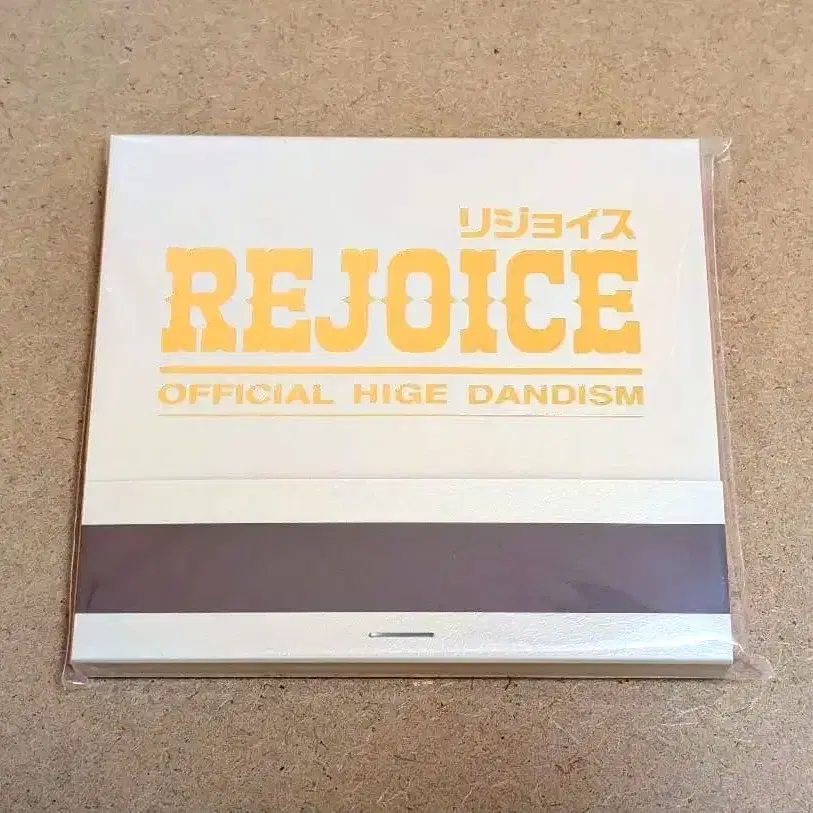 リジョイス
REJOICE
OFFICIAL HIGE DANDISM